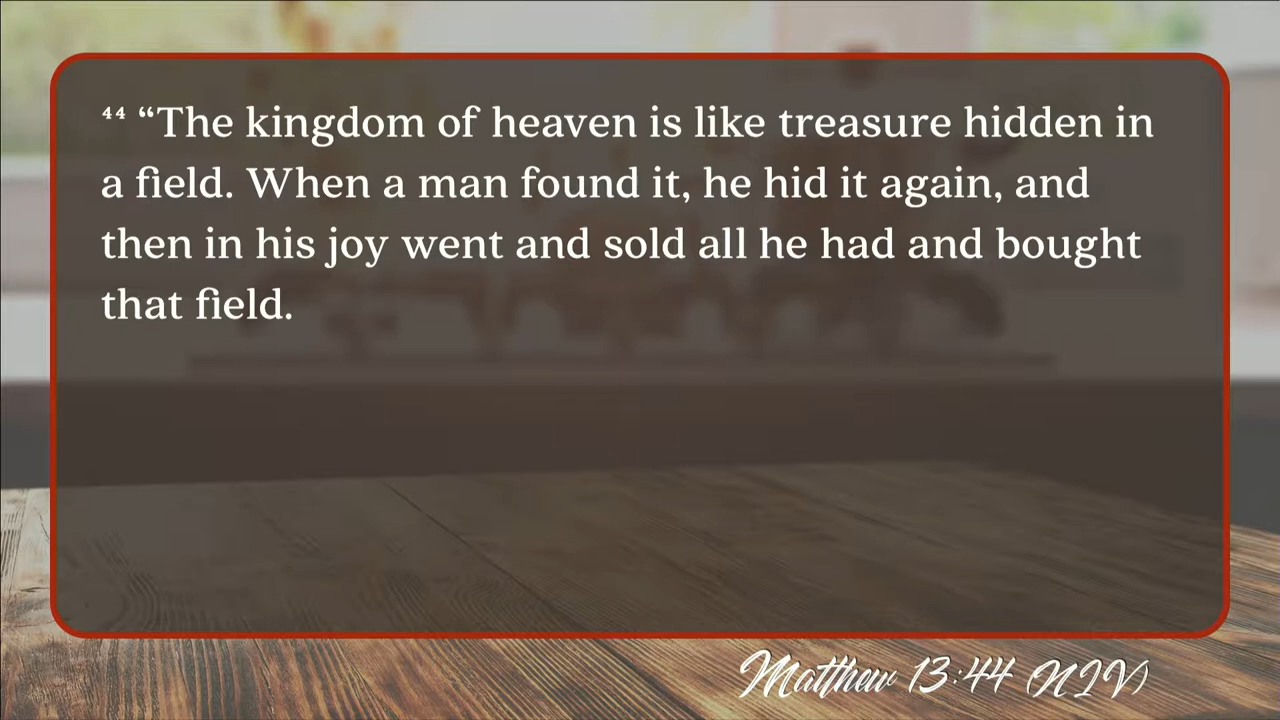 ⁴⁴ “The kingdom of heaven is like treasure hidden in
a field. When a man found it, he hid it again, and
then in his joy went and sold all he had and bought
that field.
Matthew 13:44 (NIV)